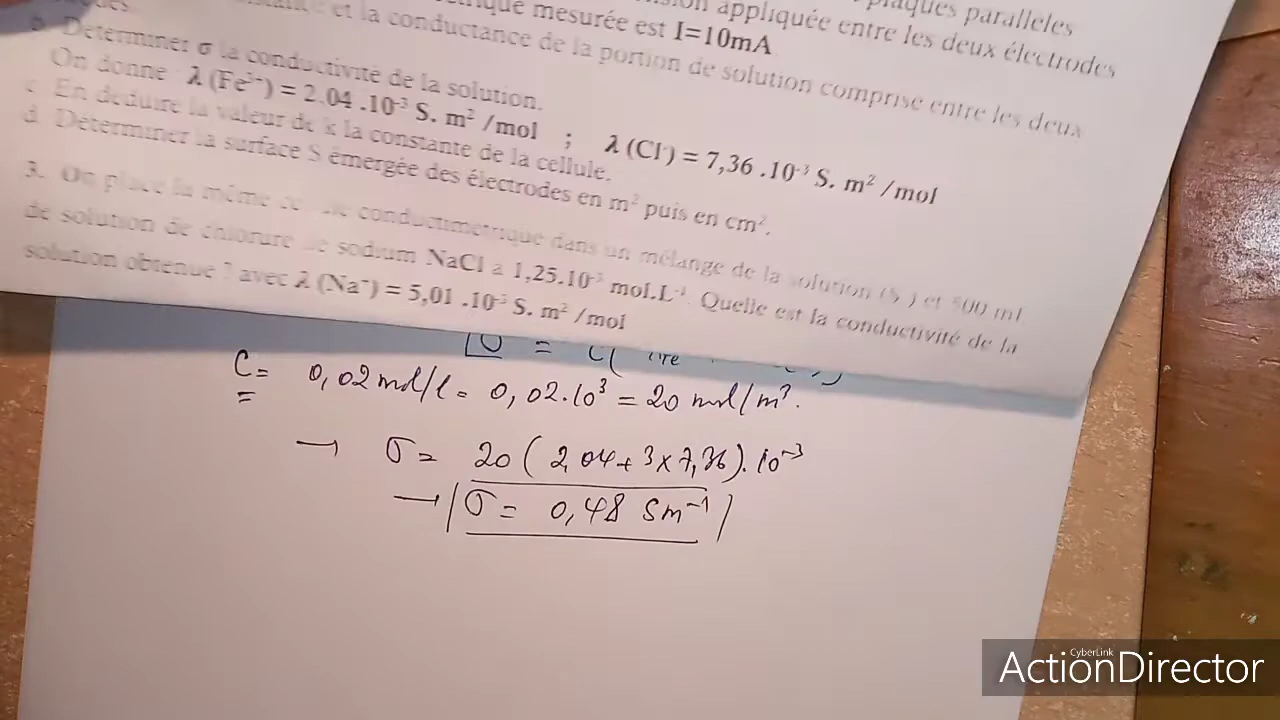 plaques parallèles
mesurée est I=10mA appliquée entre les deux électrodes
et la conductance de la portion de solution comprise entre les deux
b. Déterminer σ la conductivité de la solution.
On donne : λ (Fe³⁺) = 2.04 .10⁻³ S. m² /mol ; λ (Cl⁻) = 7,36 .10⁻³ S. m² /mol
c. En déduire la valeur de k la constante de la cellule.
d. Déterminer la surface S émergée des électrodes en m² puis en cm².
3. On place la même conductimétrique dans un mélange de la solution (S ) et 500 ml
de solution de chlorure de sodium NaCl à 1,25.10⁻³ mol.L⁻¹. Quelle est la conductivité de la
solution obtenue ? avec λ (Na⁺) = 5,01 .10⁻³ S. m² /mol
C= 0,02 mol/l = 0,02.10³ = 20 mol/m³.
→ σ = 20 ( 2,04 + 3 x 7,36). 10⁻³
→ | σ = 0,48 Sm⁻¹ |
CyberLink
ActionDirector